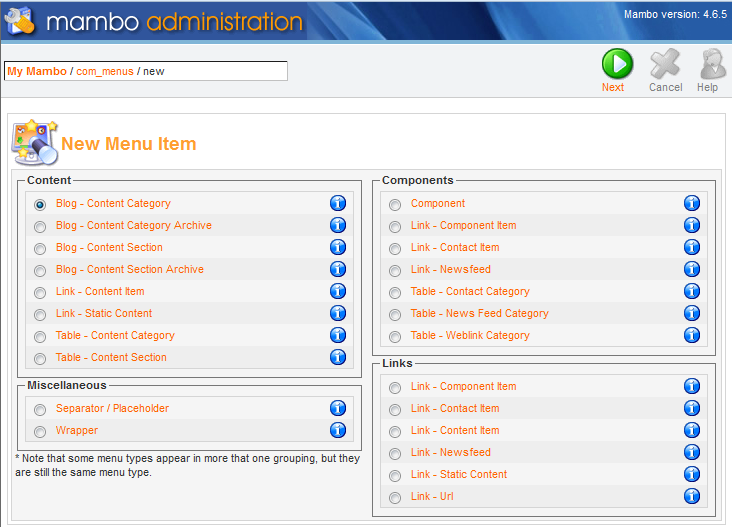 mambo administration
Mambo version: 4.6.5
My Mambo / com_menus / new
Next
Cancel
Help
New Menu Item
Content
Blog - Content Category
Blog - Content Category Archive
Blog - Content Section
Blog - Content Section Archive
Link - Content Item
Link - Static Content
Table - Content Category
Table - Content Section
Miscellaneous
Separator / Placeholder
Wrapper
* Note that some menu types appear in more that one grouping, but they
are still the same menu type.
Components
Component
Link - Component Item
Link - Contact Item
Link - Newsfeed
Table - Contact Category
Table - News Feed Category
Table - Weblink Category
Links
Link - Component Item
Link - Contact Item
Link - Content Item
Link - Newsfeed
Link - Static Content
Link - Url